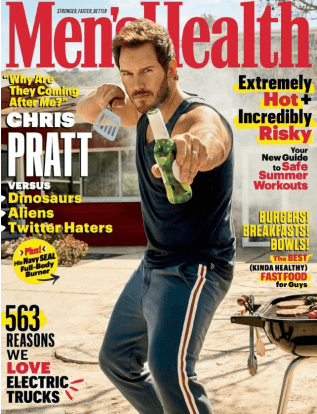 STRONGER, FASTER, BETTER
Men'sHealth
"Why Are
They Coming
After Me?"
CHRIS
PRATT
VERSUS
Dinosaurs
Aliens
Twitter Haters
Plus!
His Navy SEAL
Full-Body
Burner
563
REASONS
WE
LOVE
ELECTRIC
TRUCKS
Extremely
Hot +
Incredibly
Risky
Your
New Guide
to Safe
Summer
Workouts
BURGERS!
BREAKFASTS!
BOWLS!
The BEST
(KINDA HEALTHY)
FAST FOOD
for Guys